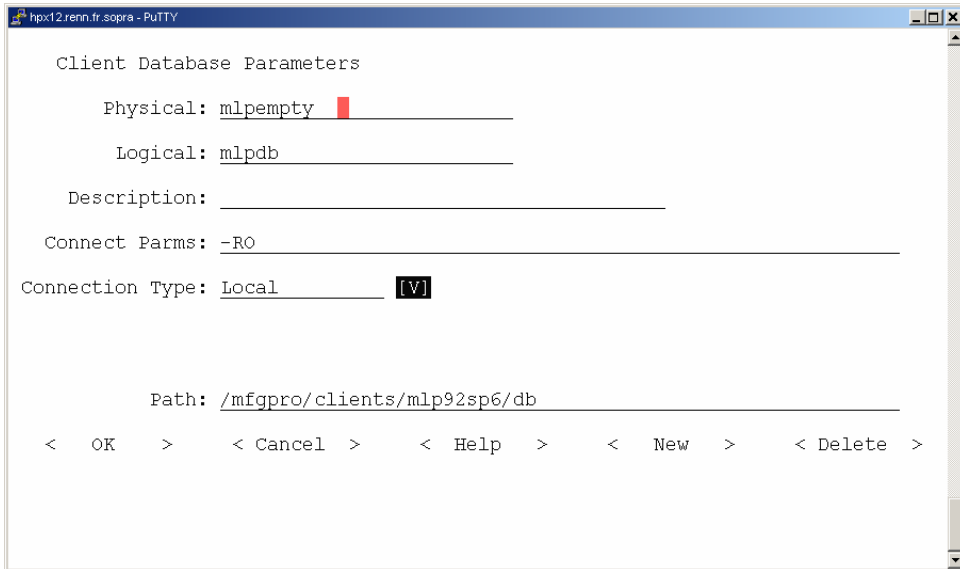 hpx12.renn.fr.sopra - PuTTY
Client Database Parameters
Physical: mlpempty
Logical: mlpdb
Description:
Connect Parms: -RO
Connection Type: Local [V]
Path: /mfgpro/clients/mlp92sp6/db
< OK > < Cancel > < Help > < New > < Delete >